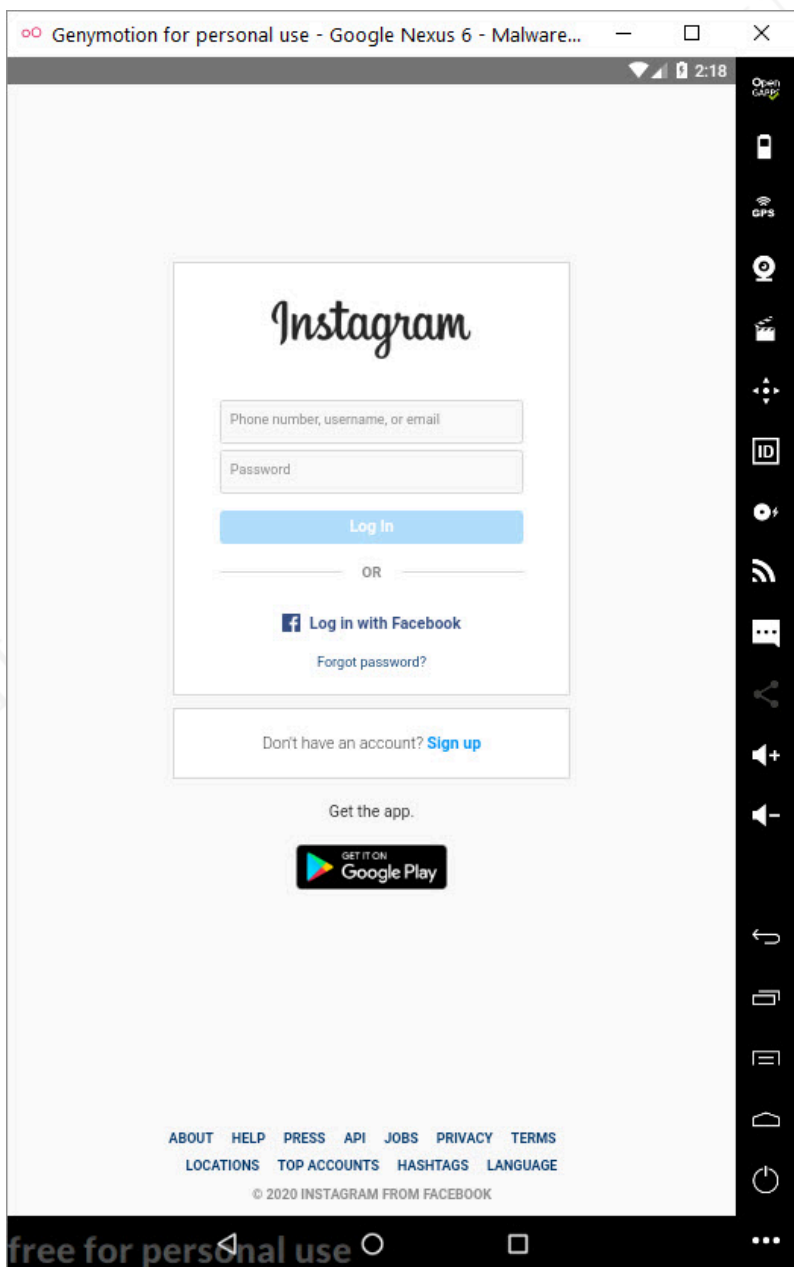 Genymotion for personal use - Google Nexus 6 - Malware...
2:18
Open
GAPPS
GPS
Instagram
Phone number, username, or email
Password
ID
Log In
OR
f Log in with Facebook
Forgot password?
Don't have an account? Sign up
Get the app.
GET IT ON
Google Play
ABOUT HELP PRESS API JOBS PRIVACY TERMS
LOCATIONS TOP ACCOUNTS HASHTAGS LANGUAGE
© 2020 INSTAGRAM FROM FACEBOOK
free for personal use